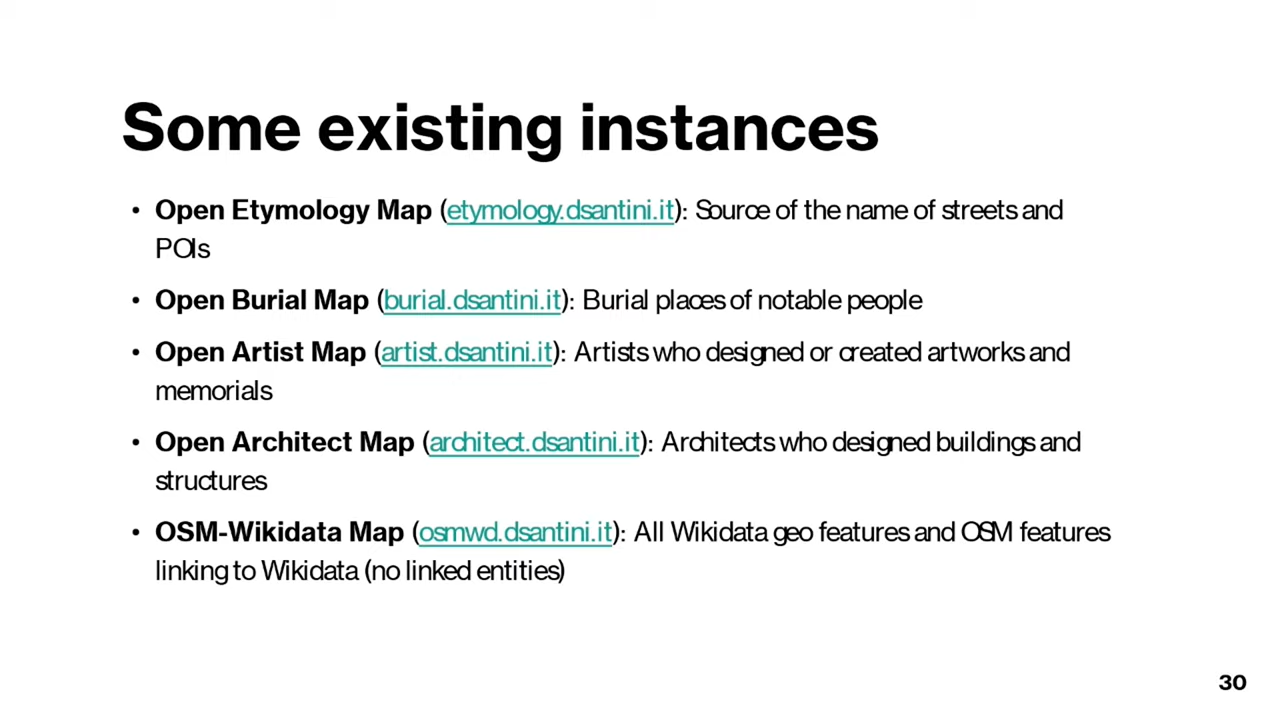 Some existing instances
• Open Etymology Map (etymology.dsantini.it): Source of the name of streets and
POIs
• Open Burial Map (burial.dsantini.it): Burial places of notable people
• Open Artist Map (artist.dsantini.it): Artists who designed or created artworks and
memorials
• Open Architect Map (architect.dsantini.it): Architects who designed buildings and
structures
• OSM-Wikidata Map (osmwd.dsantini.it): All Wikidata geo features and OSM features
linking to Wikidata (no linked entities)
30